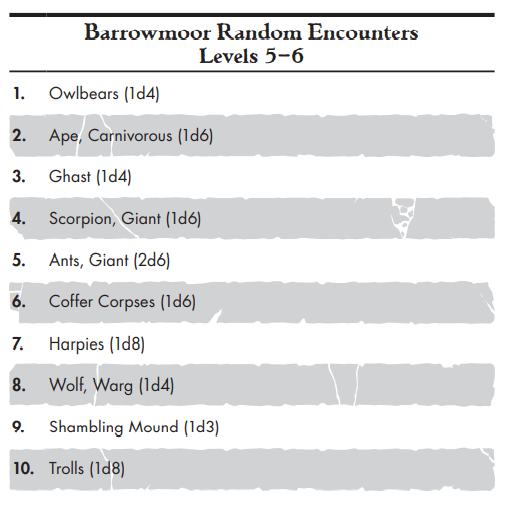 Barrowmoor Random Encounters
Levels 5–6
1. Owlbears (1d4)
2. Ape, Carnivorous (1d6)
3. Ghast (1d4)
4. Scorpion, Giant (1d6)
5. Ants, Giant (2d6)
6. Coffer Corpses (1d6)
7. Harpies (1d8)
8. Wolf, Warg (1d4)
9. Shambling Mound (1d3)
10. Trolls (1d8)